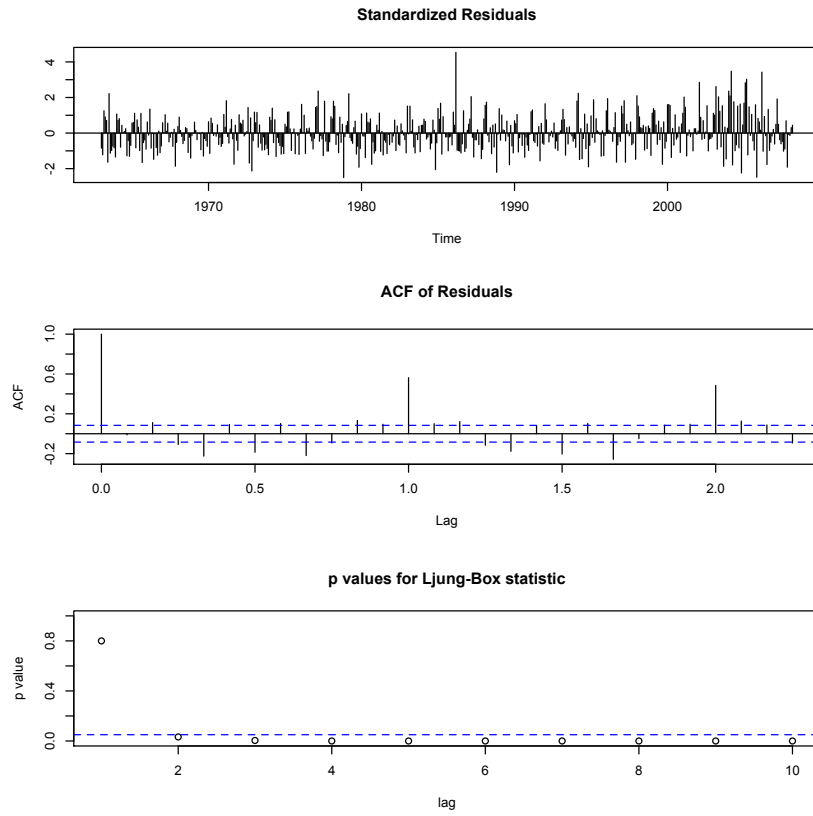 Standardized Residuals
4
2
0
-2
1970 1980 1990 2000
Time
ACF of Residuals
ACF
1.0
0.6
0.2
-0.2
0.0 0.5 1.0 1.5 2.0
Lag
p values for Ljung-Box statistic
p value
0.8
0.4
0.0
2 4 6 8 10
lag